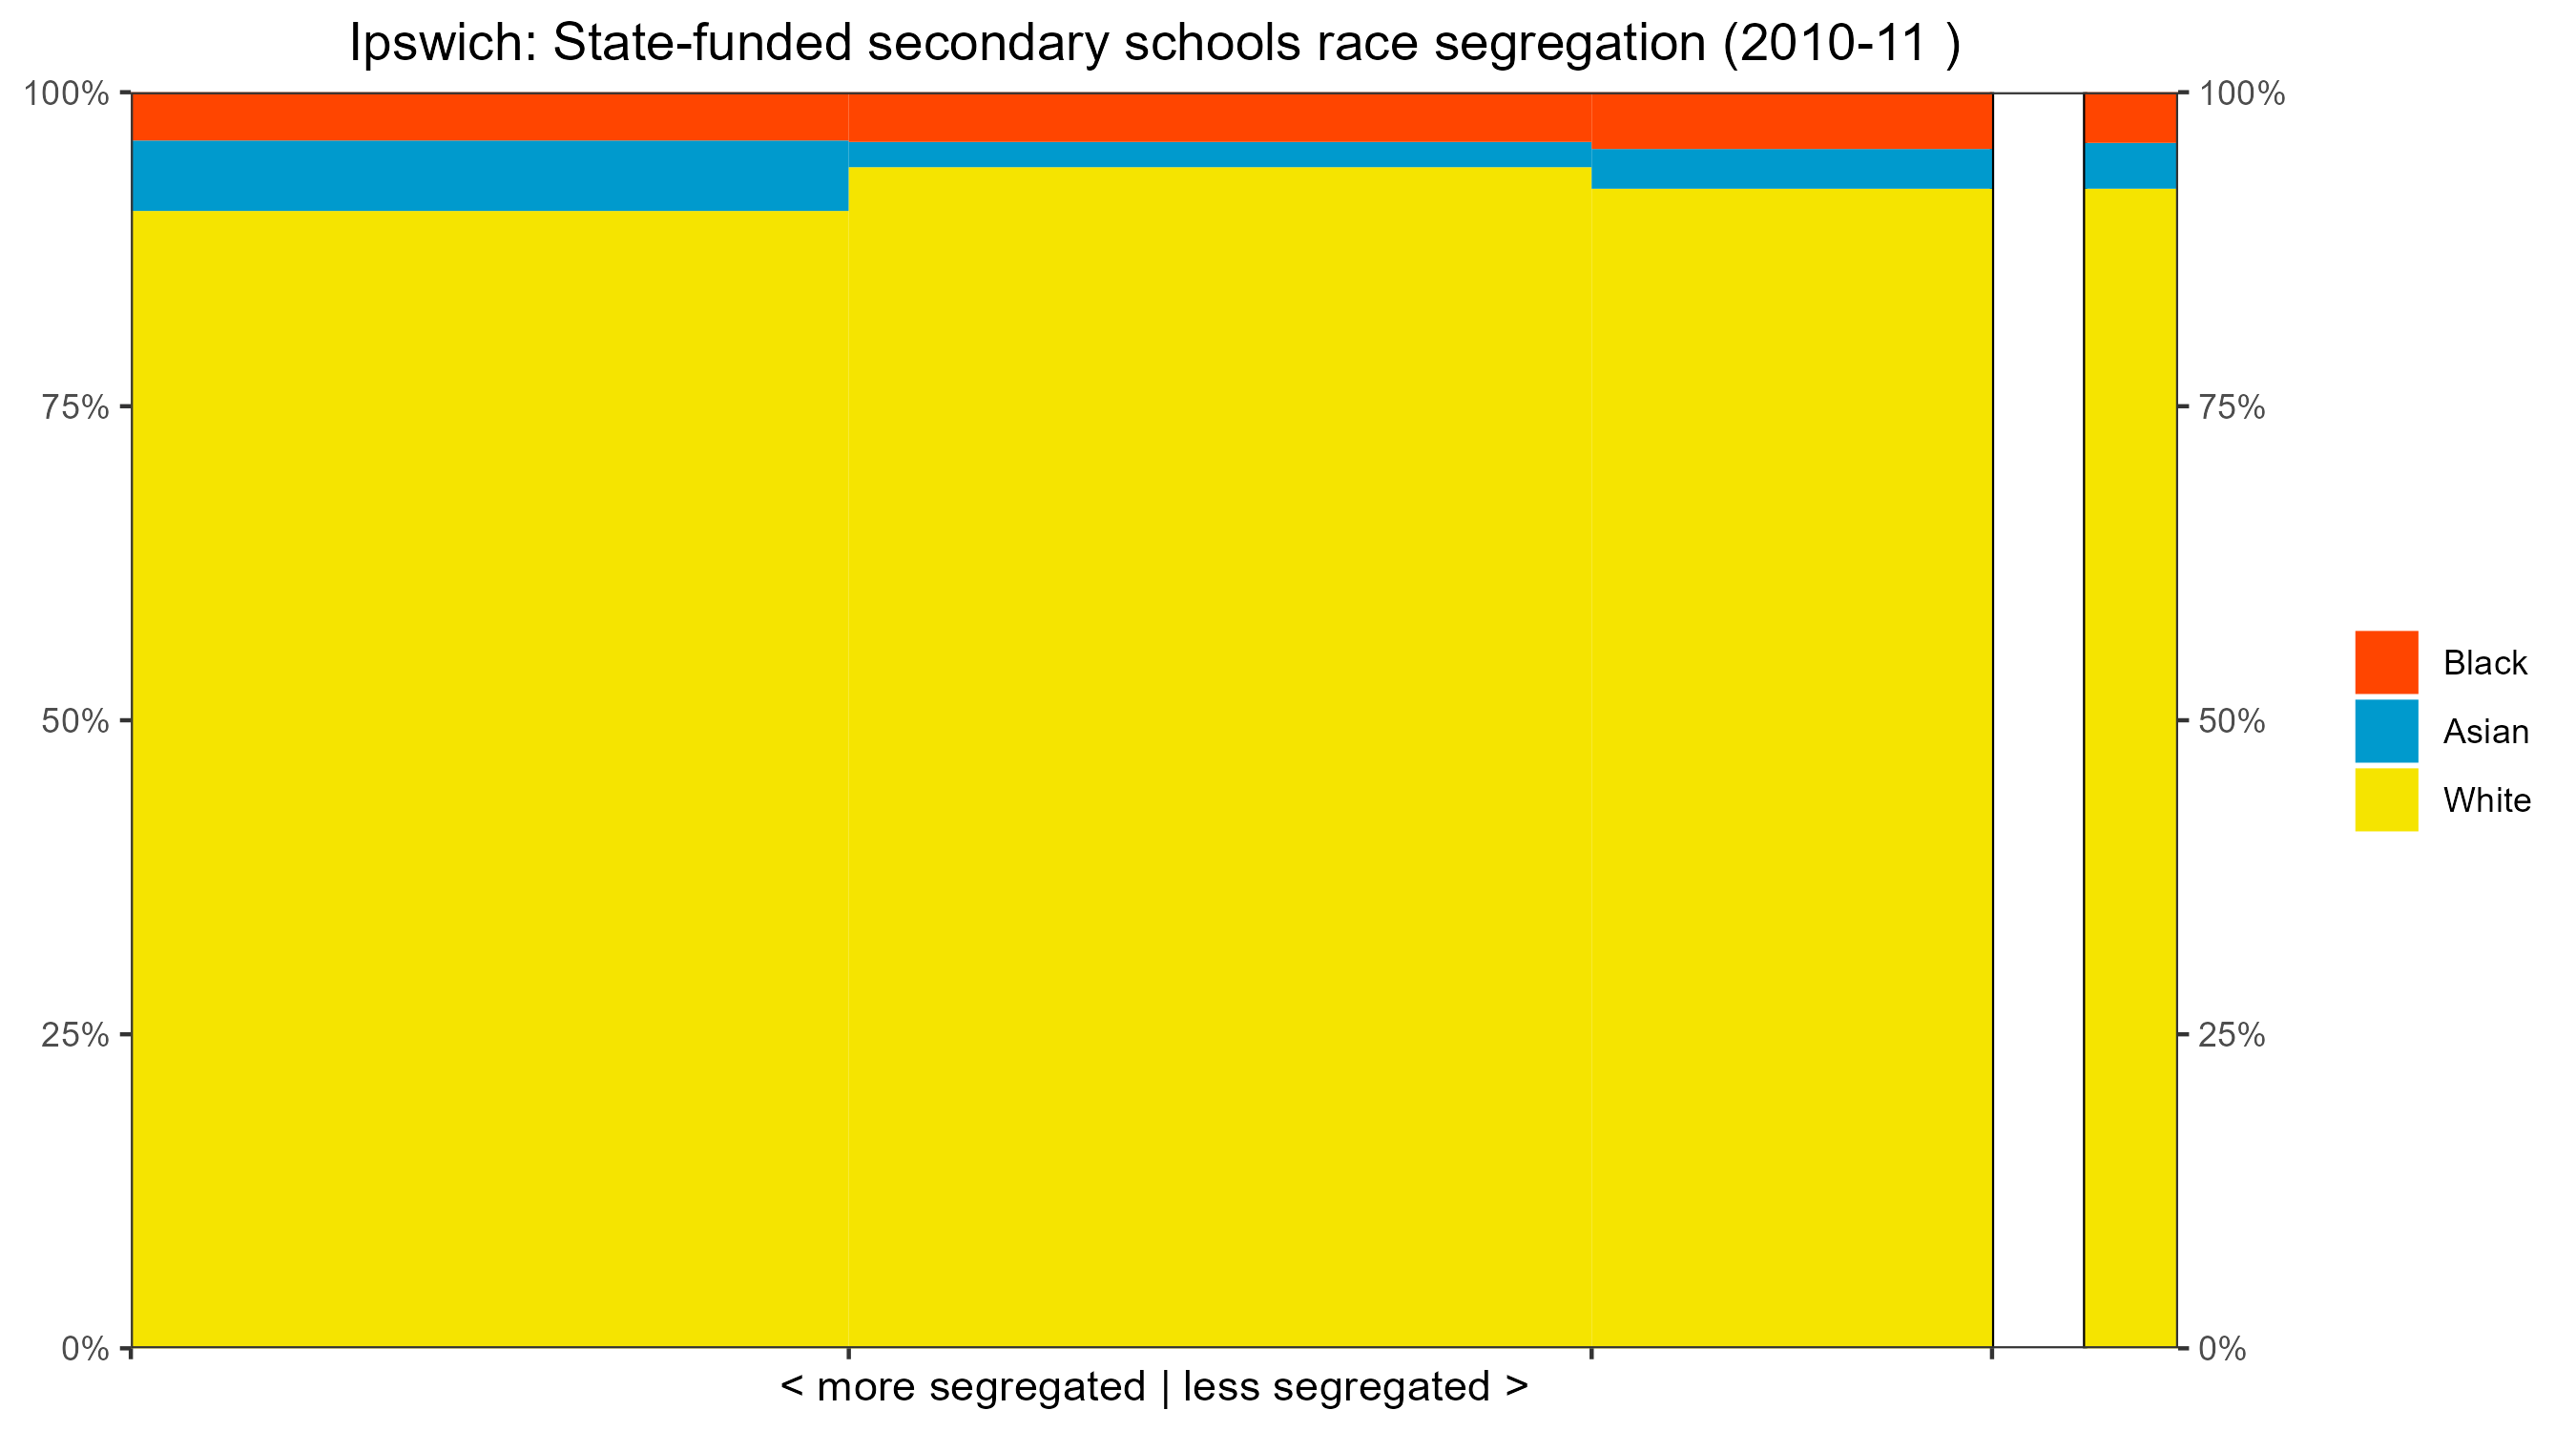 Ipswich: State-funded secondary schools race segregation (2010-11 )
100%
75%
50%
25%
0%
100%
75%
50%
25%
0%
Black
Asian
White
< more segregated | less segregated >